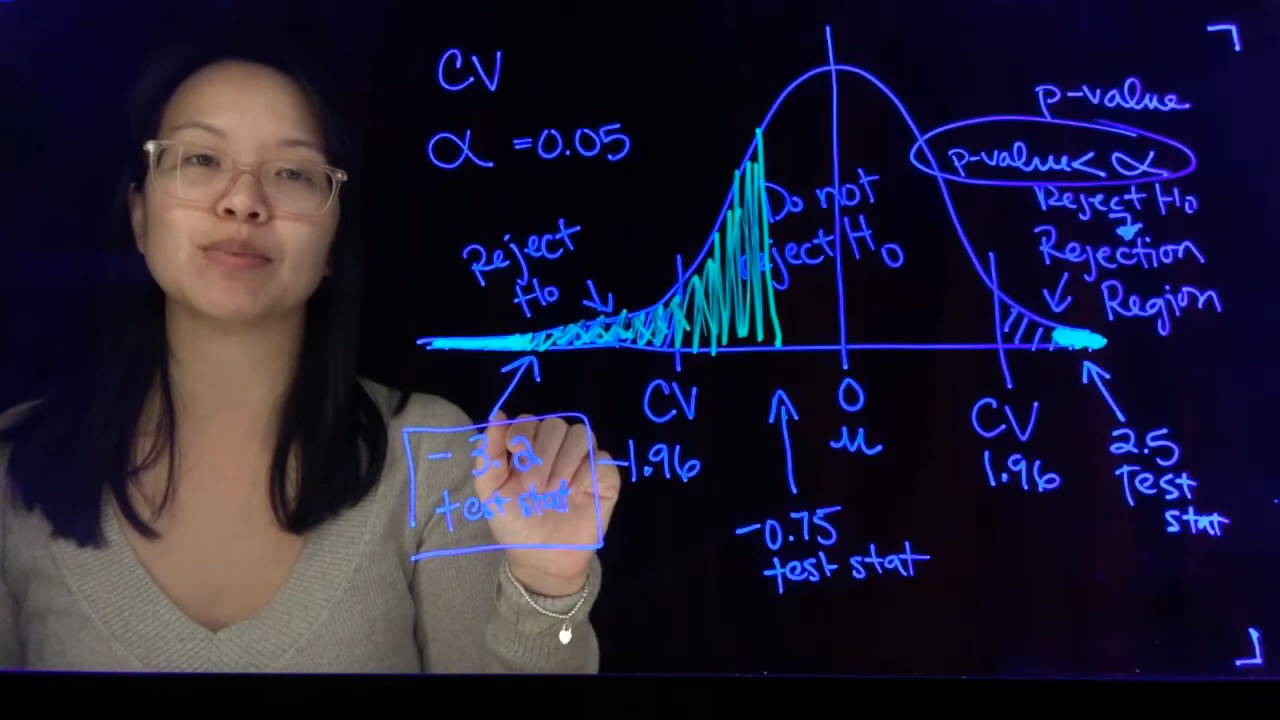 CV
α = 0.05
p-value
p-value < α
Reject H₀
Rejection
Region
Reject
H₀
Do not
reject H₀
CV
-1.96
0
μ
CV
1.96
-3.2
test stat
-0.75
test stat
2.5
Test
stat